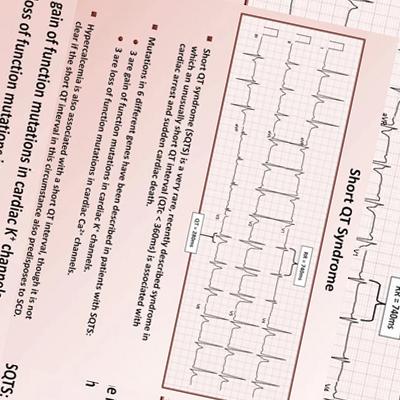 Short QT Syndrome
RR = 740ms
QT = 280ms
Short QT syndrome (SQTS) is a very rare, recently described syndrome in
which an unusually short QT interval (QTc < 360ms) is associated with
cardiac arrest and sudden cardiac death.
Mutations in 6 different genes have been described in patients with SQTS:
3 are gain of function mutations in cardiac K⁺ channels.
3 are loss of function mutations in cardiac Ca²⁺ channels.
Hypercalcemia is also associated with a short QT interval, though it is not
clear if the short QT interval in this circumstance also predisposes to SCD.
RR = 740ms
aVR
V1
SQTS:
gain of function mutations in cardiac K⁺ channels
loss of function mutations